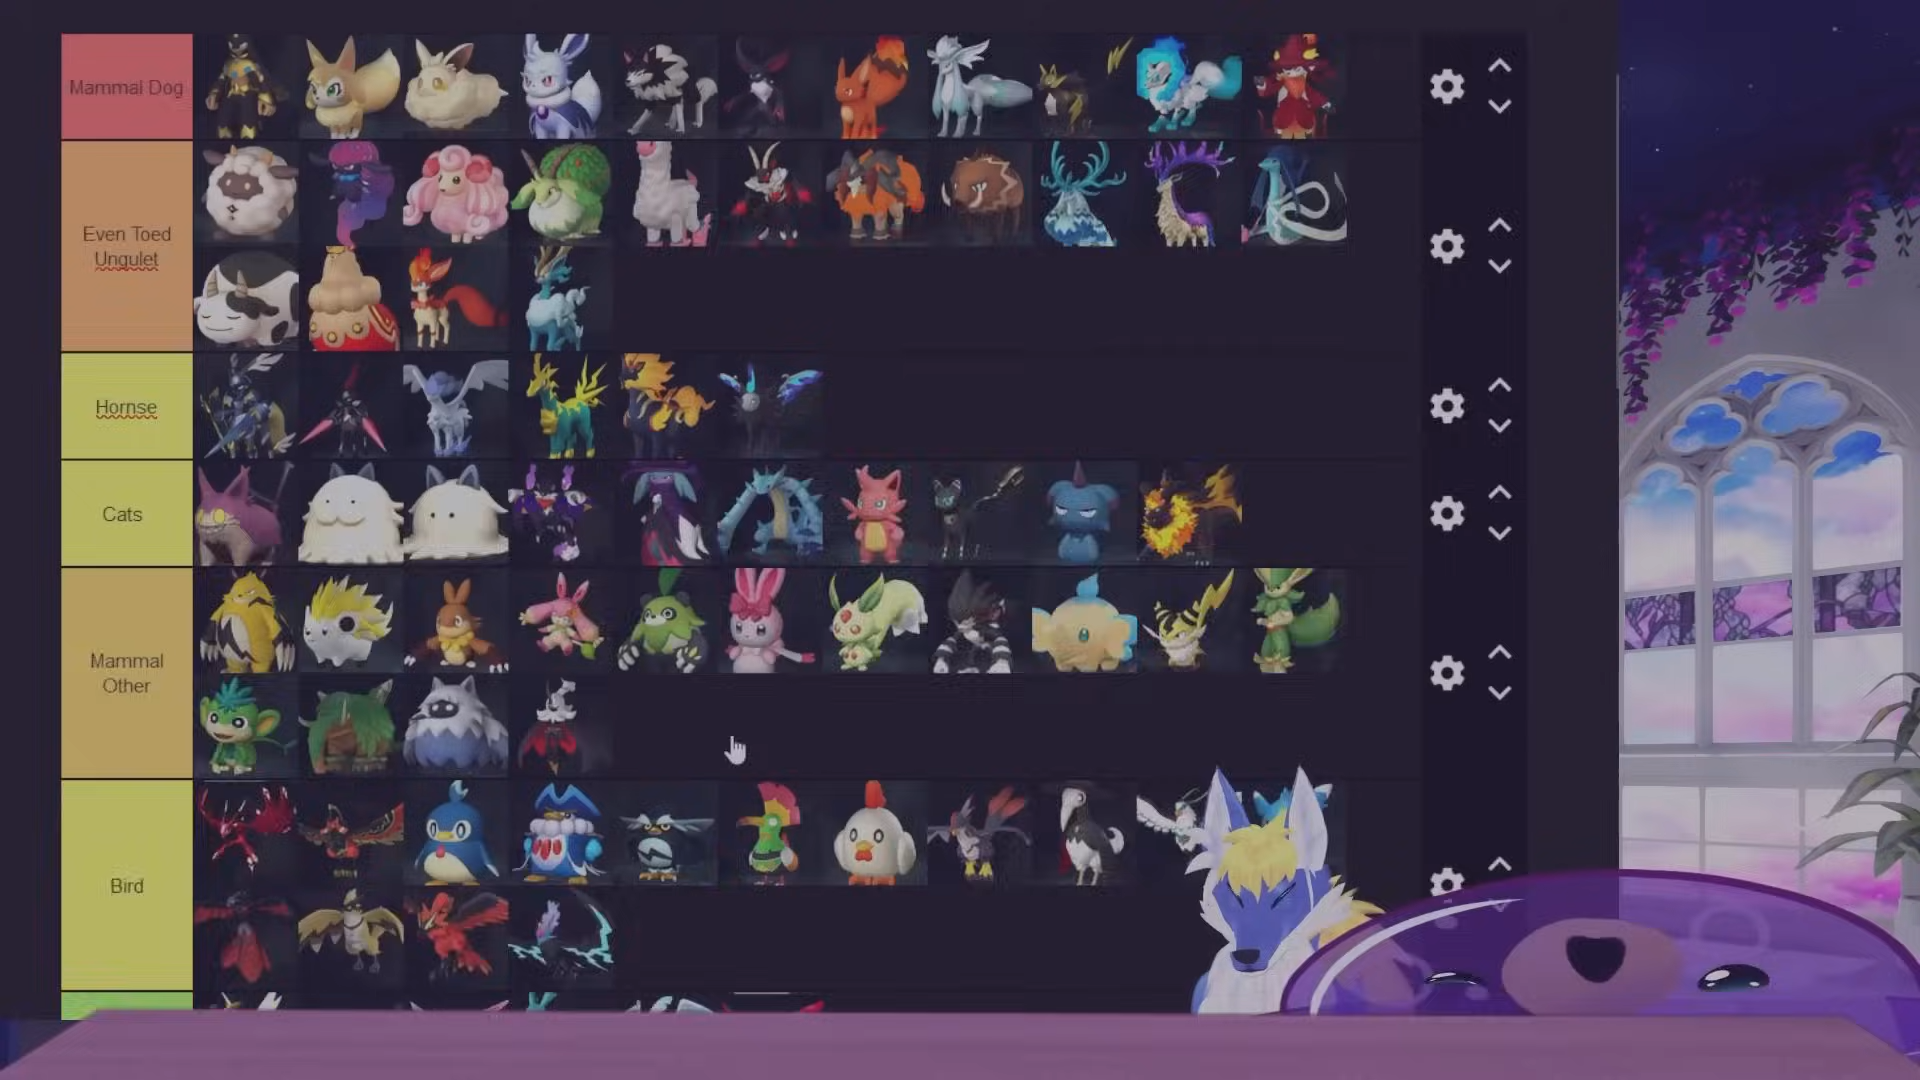 Mammal Dog
Even Toed
Ungulet
Hornse
Cats
Mammal
Other
Bird